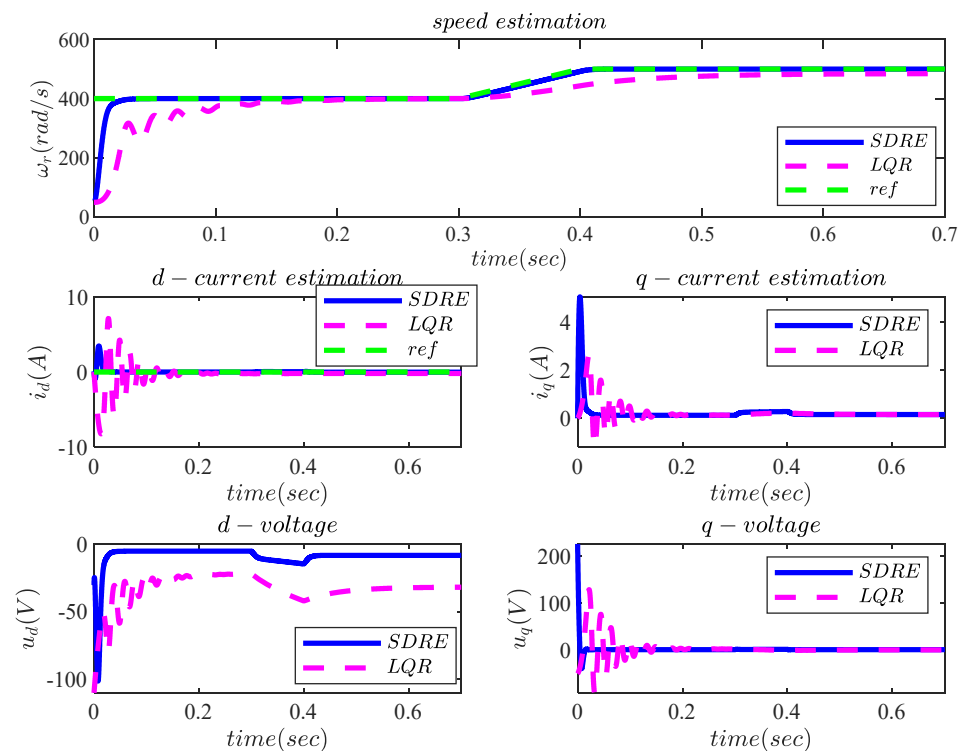 speed estimation
600
400
200
0
ω_r(rad/s)
0 0.1 0.2 0.3 0.4 0.5 0.6 0.7
time(sec)
SDRE
LQR
ref
d − current estimation
10
0
-10
i_d(A)
0 0.2 0.4 0.6
time(sec)
SDRE
LQR
ref
q − current estimation
4
2
0
i_q(A)
0 0.2 0.4 0.6
time(sec)
SDRE
LQR
d − voltage
0
-50
-100
u_d(V)
0 0.2 0.4 0.6
time(sec)
SDRE
LQR
q − voltage
200
100
0
u_q(V)
0 0.2 0.4 0.6
time(sec)
SDRE
LQR